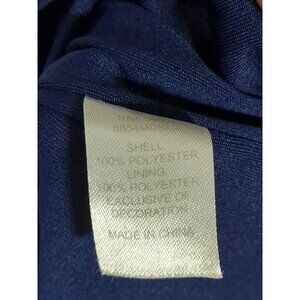 SHELL:
100% POLYESTER
LINING:
100% POLYESTER
EXCLUSIVE OF
DECORATION
MADE IN CHINA